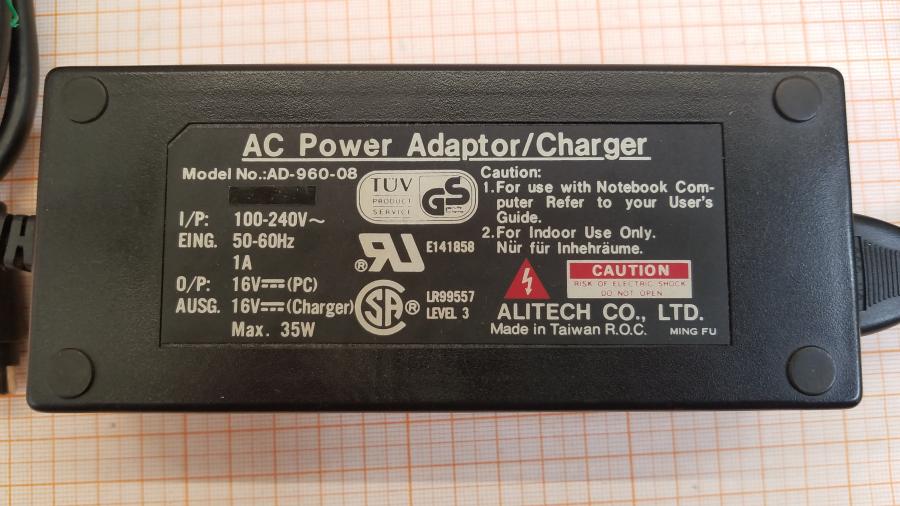 AC Power Adaptor/Charger
Model No.:AD-960-08
I/P: 100-240V~
EING. 50-60Hz
1A
O/P: 16V⎓(PC)
AUSG. 16V⎓(Charger)
Max. 35W
TÜV
PRODUCT
SERVICE
GS
RU®
E141858
SA®
LR99557
LEVEL 3
Caution:
1.For use with Notebook Com-
puter Refer to your User's
Guide.
2.For Indoor Use Only.
Nür für Inhehräume.
CAUTION
RISK OF ELECTRIC SHOCK
DO NOT OPEN
ALITECH CO., LTD.
Made in Taiwan R.O.C.
MING FU